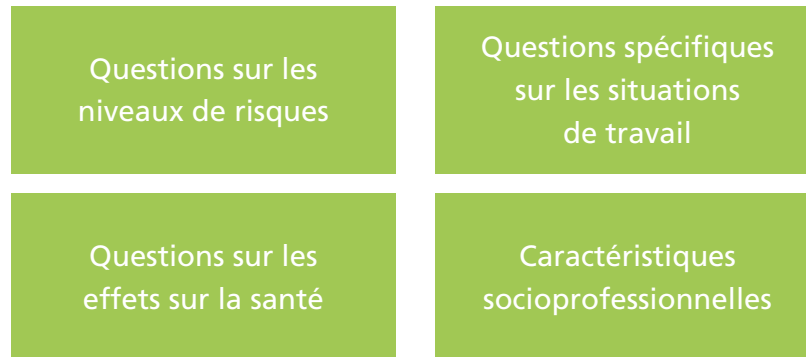 Questions sur les
niveaux de risques
Questions spécifiques
sur les situations
de travail
Questions sur les
effets sur la santé
Caractéristiques
socioprofessionnelles